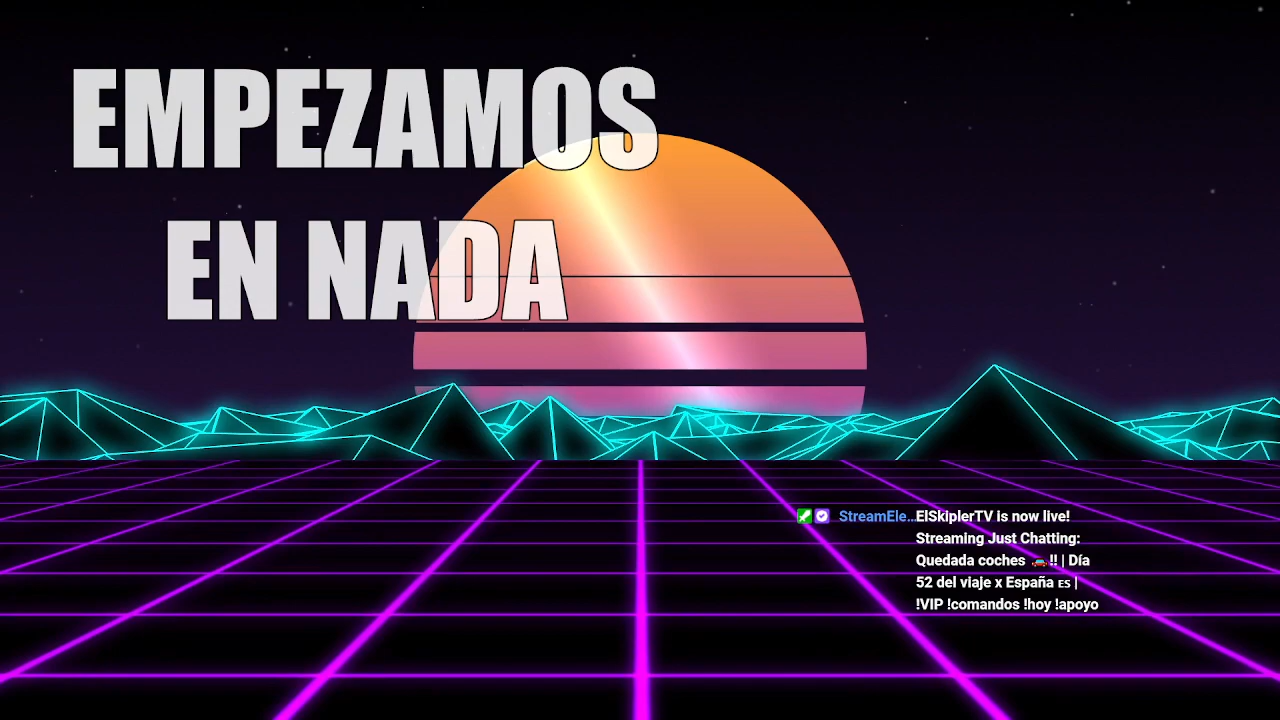 EMPEZAMOS
EN NADA
StreamEle... ElSkiplerTV is now live!
Streaming Just Chatting:
Quedada coches 🚗!! | Día
52 del viaje x España ᴇs |
!VIP !comandos !hoy !apoyo